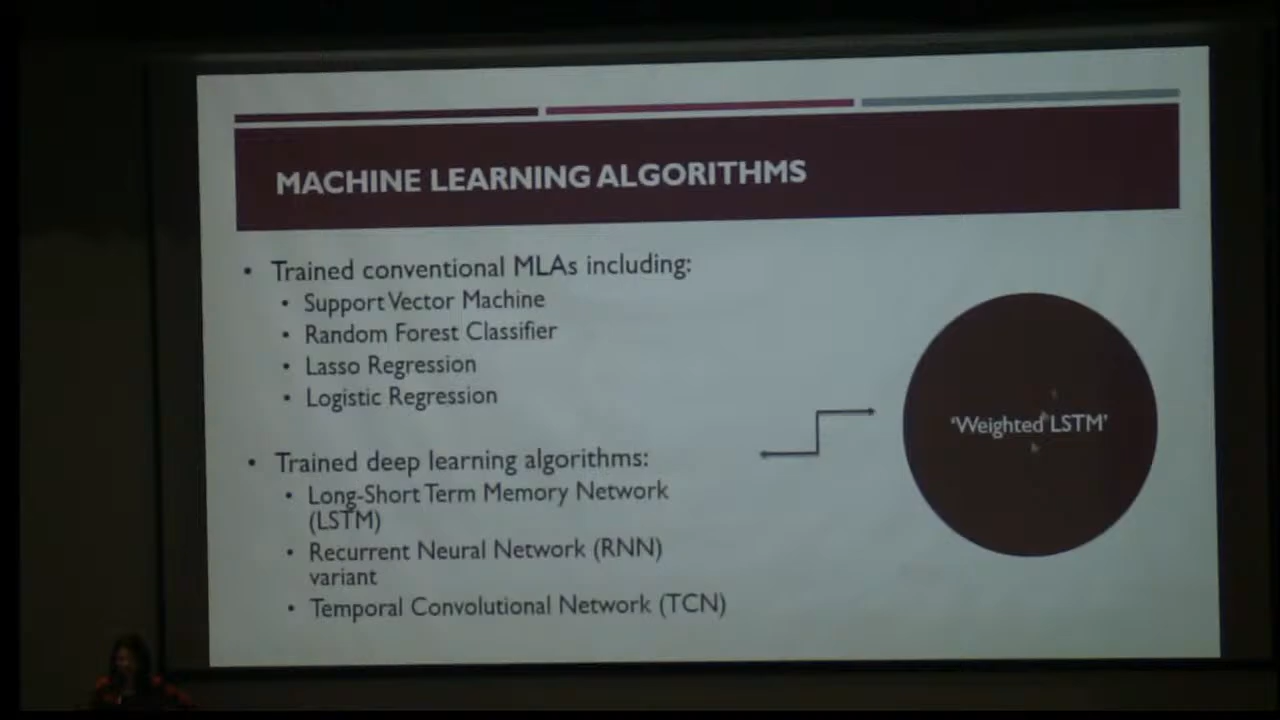 MACHINE LEARNING ALGORITHMS
• Trained conventional MLAs including:
• Support Vector Machine
• Random Forest Classifier
• Lasso Regression
• Logistic Regression
• Trained deep learning algorithms:
• Long-Short Term Memory Network
(LSTM)
• Recurrent Neural Network (RNN)
variant
• Temporal Convolutional Network (TCN)
‘Weighted LSTM’